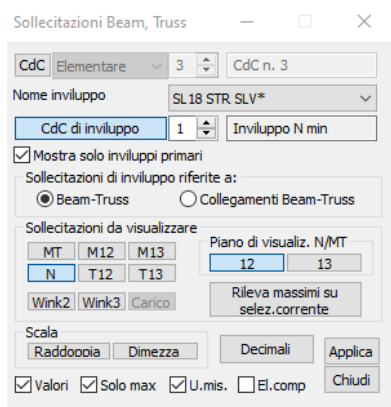 Sollecitazioni Beam, Truss
CdC Elementare 3 CdC n. 3
Nome inviluppo SL18 STR SLV*
CdC di inviluppo 1 Inviluppo N min
Mostra solo inviluppi primari
Sollecitazioni di inviluppo riferite a:
Beam-Truss Collegamenti Beam-Truss
Sollecitazioni da visualizzare
Piano di visualiz. N/MT
MT M12 M13
12 13
N T12 T13
Wink2 Wink3 Carico
Rileva massimi su
selez.corrente
Scala
Raddoppia Dimezza
Decimali Applica
Valori Solo max U.mis. El.comp Chiudi